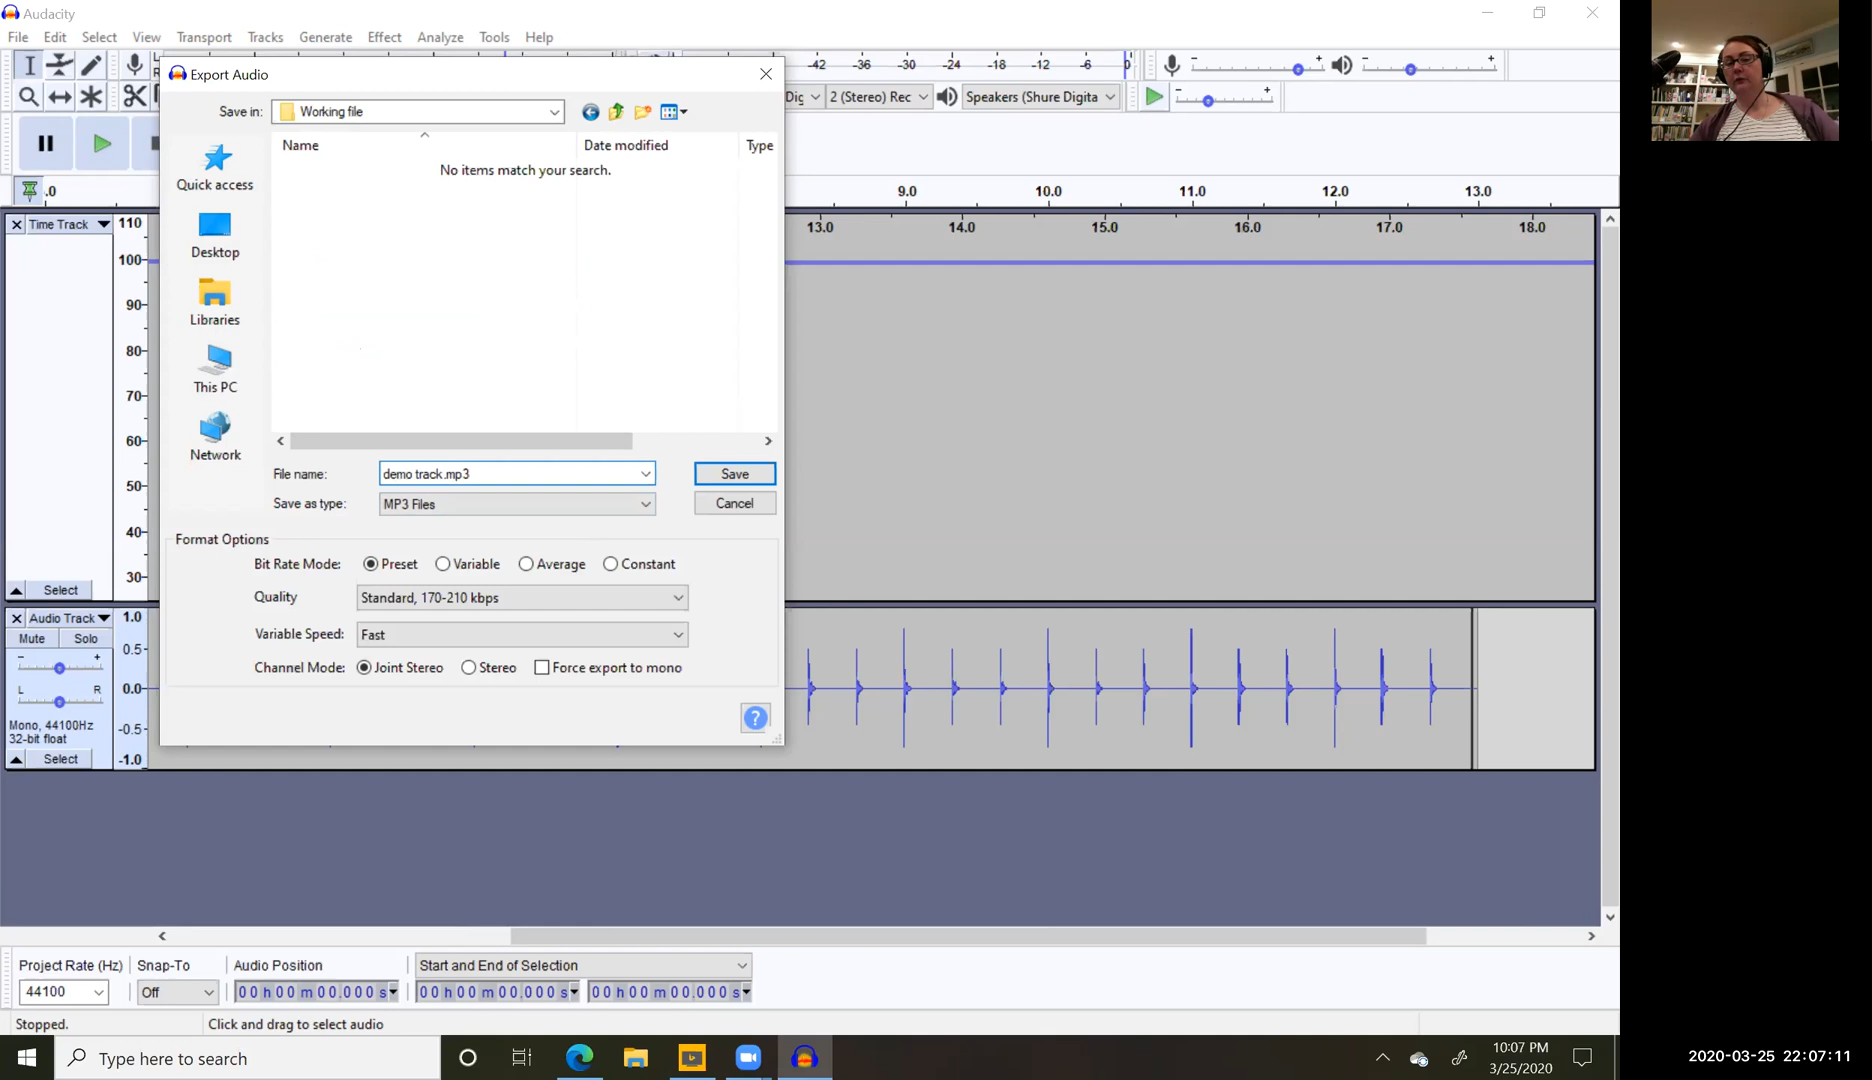 Audacity
File Edit Select View Transport Tracks Generate Effect Analyze Tools Help
Export Audio
-42 -36 -30 -24 -18 -12 -6 0
Save in: Working file
2 (Stereo) Rec Speakers (Shure Digita
Name Date modified Type
No items match your search.
Quick access
Desktop
Libraries
This PC
Network
.0 9.0 10.0 11.0 12.0 13.0
Time Track 110 13.0 14.0 15.0 16.0 17.0 18.0
100
90
80
70
60
50
40
30
Select
File name: demo track.mp3 Save
Save as type: MP3 Files Cancel
Format Options
Bit Rate Mode: Preset Variable Average Constant
Quality Standard, 170-210 kbps
Variable Speed: Fast
Channel Mode: Joint Stereo Stereo Force export to mono
?
Audio Track 1.0
Mute Solo
0.5
L R 0.0
Mono, 44100Hz
32-bit float -0.5
Select -1.0
Project Rate (Hz) Snap-To Audio Position Start and End of Selection
44100 Off 00 h 00 m 00.000 s 00 h 00 m 00.000 s 00 h 00 m 00.000 s
Stopped. Click and drag to select audio
Type here to search
10:07 PM
3/25/2020
2020-03-25 22:07:11